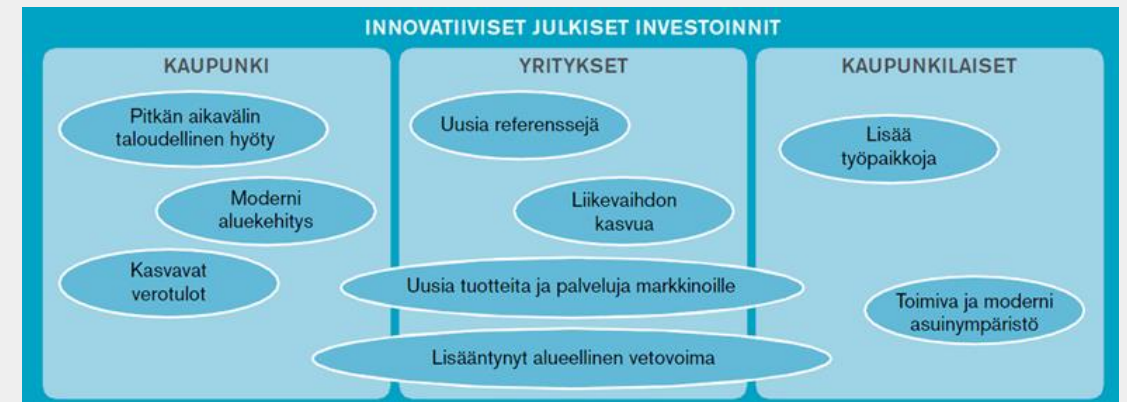 INNOVATIIVISET JULKISET INVESTOINNIT
KAUPUNKI
Pitkän aikavälin
taloudellinen hyöty
Moderni
aluekehitys
Kasvavat
verotulot
YRITYKSET
Uusia referenssejä
Liikevaihdon
kasvua
Uusia tuotteita ja palveluja markkinoille
Lisääntynyt alueellinen vetovoima
KAUPUNKILAISET
Lisää
työpaikkoja
Toimiva ja moderni
asuinympäristö